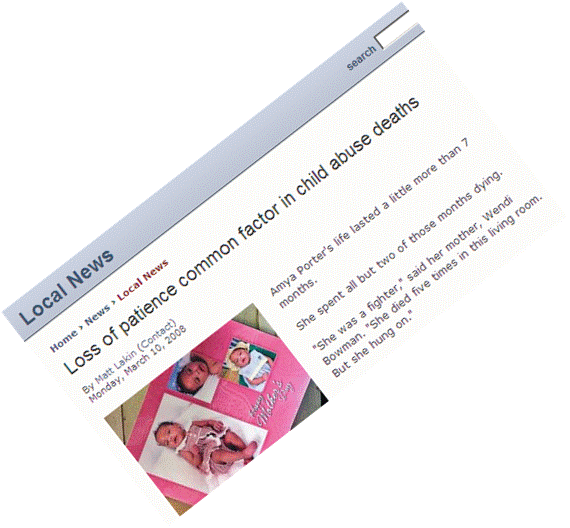 search
Local News
Home > News > Local News
Loss of patience common factor in child abuse deaths
By Matt Lakin (Contact)
Monday, March 10, 2008
Amya Porter's life lasted a little more than 7
months.
She spent all but two of those months dying.
"She was a fighter," said her mother, Wendi
Bowman. "She died five times in this living room.
But she hung on."
Happy
Mother's
Day